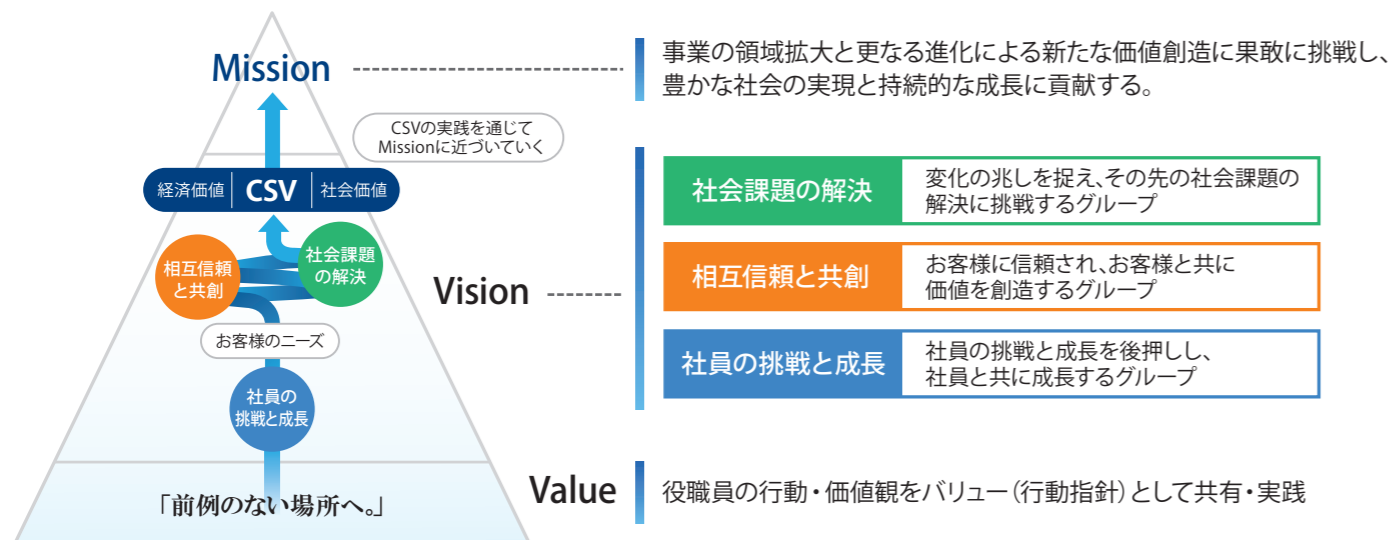 Mission
事業の領域拡大と更なる進化による新たな価値創造に果敢に挑戦し、
豊かな社会の実現と持続的な成長に貢献する。
CSVの実践を通じて
Missionに近づいていく
経済価値 CSV 社会価値
相互信頼
と共創
社会課題
の解決
お客様のニーズ
社員の
挑戦と成長
Vision
社会課題の解決
変化の兆しを捉え、その先の社会課題の
解決に挑戦するグループ
相互信頼と共創
お客様に信頼され、お客様と共に
価値を創造するグループ
社員の挑戦と成長
社員の挑戦と成長を後押しし、
社員と共に成長するグループ
「前例のない場所へ。」
Value
役職員の行動・価値観をバリュー(行動指針)として共有・実践